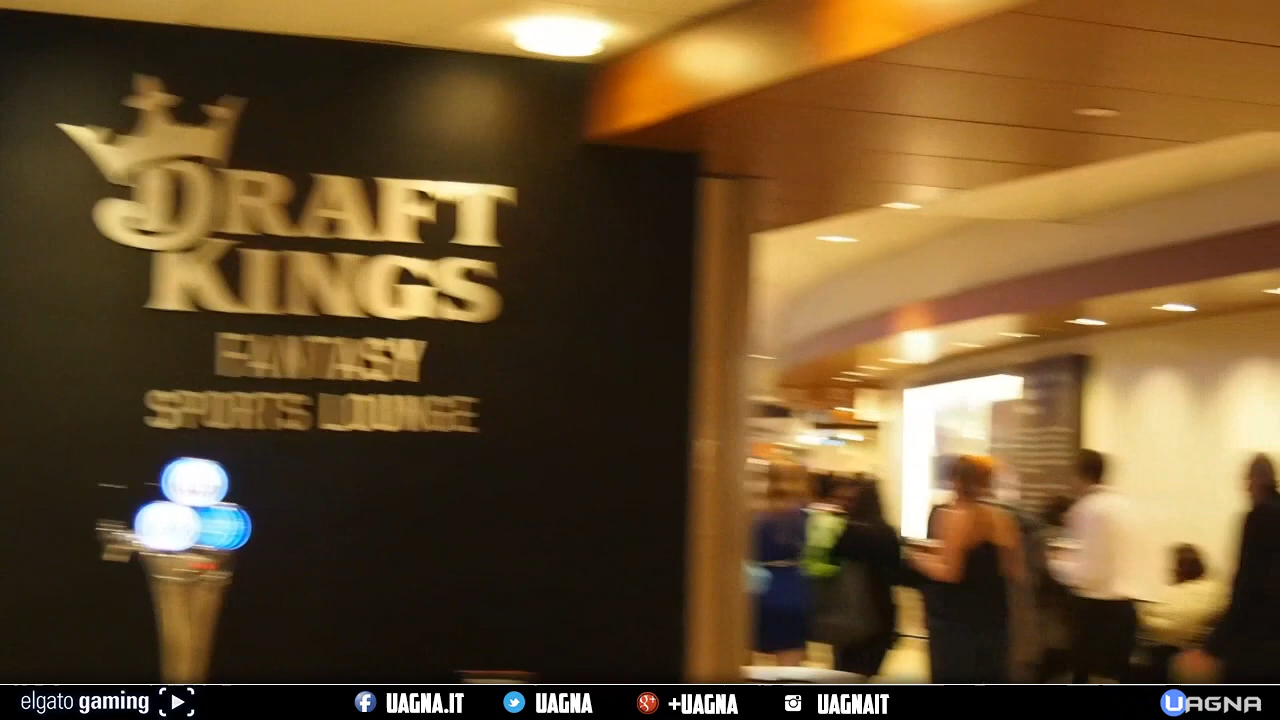 DRAFT
KINGS
FANTASY
SPORTS LOUNGE
elgato gaming UAGNA.IT UAGNA +UAGNA UAGNAIT UAGNA